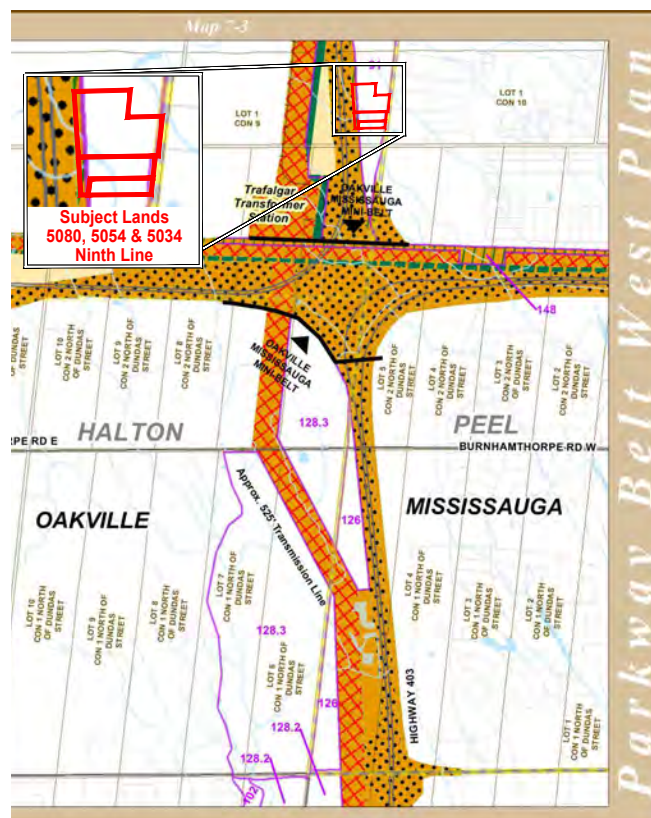 Map 7-3
Parkway Belt West Plan
LOT 1
CON 9
LOT 1
CON 10
Subject Lands
5080, 5054 & 5034
Ninth Line
Trafalgar
Transformer
Station
OAKVILLE
MISSISSAUGA
MINI-BELT
148
OAKVILLE
MISSISSAUGA
MINI-BELT
OF DUNDAS
STREET
LOT 10
CON 2 NORTH
OF DUNDAS
STREET
LOT 9
CON 2 NORTH
OF DUNDAS
STREET
LOT 8
CON 2 NORTH
OF DUNDAS
STREET
LOT 5
CON 2 NORTH OF
DUNDAS
STREET
LOT 4
CON 2 NORTH OF
DUNDAS
STREET
LOT 3
CON 2 NORTH
OF DUNDAS
STREET
LOT 2
CON 2 NORTH OF
DUNDAS
STREET
128.3
HALTON
PEEL
RPE RD E
BURNHAMTHORPE RD W
Approx. 525' Transmission Line
OAKVILLE
MISSISSAUGA
126
LOT 10
CON 1 NORTH
OF DUNDAS
STREET
LOT 9
CON 1 NORTH
OF DUNDAS
STREET
LOT 8
CON 1 NORTH
OF DUNDAS
STREET
LOT 7
CON 1 NORTH OF
DUNDAS
STREET
LOT 4
CON 1 NORTH OF
DUNDAS
STREET
LOT 3
CON 1 NORTH
OF DUNDAS
STREET
LOT 2
CON 1 NORTH
OF DUNDAS
STREET
128.3
LOT 6
CON 1 NORTH OF
DUNDAS
STREET
126
HIGHWAY 403
128.2
128.2
102
LOT 1
CON 1 NORTH
OF DUNDAS
STREET